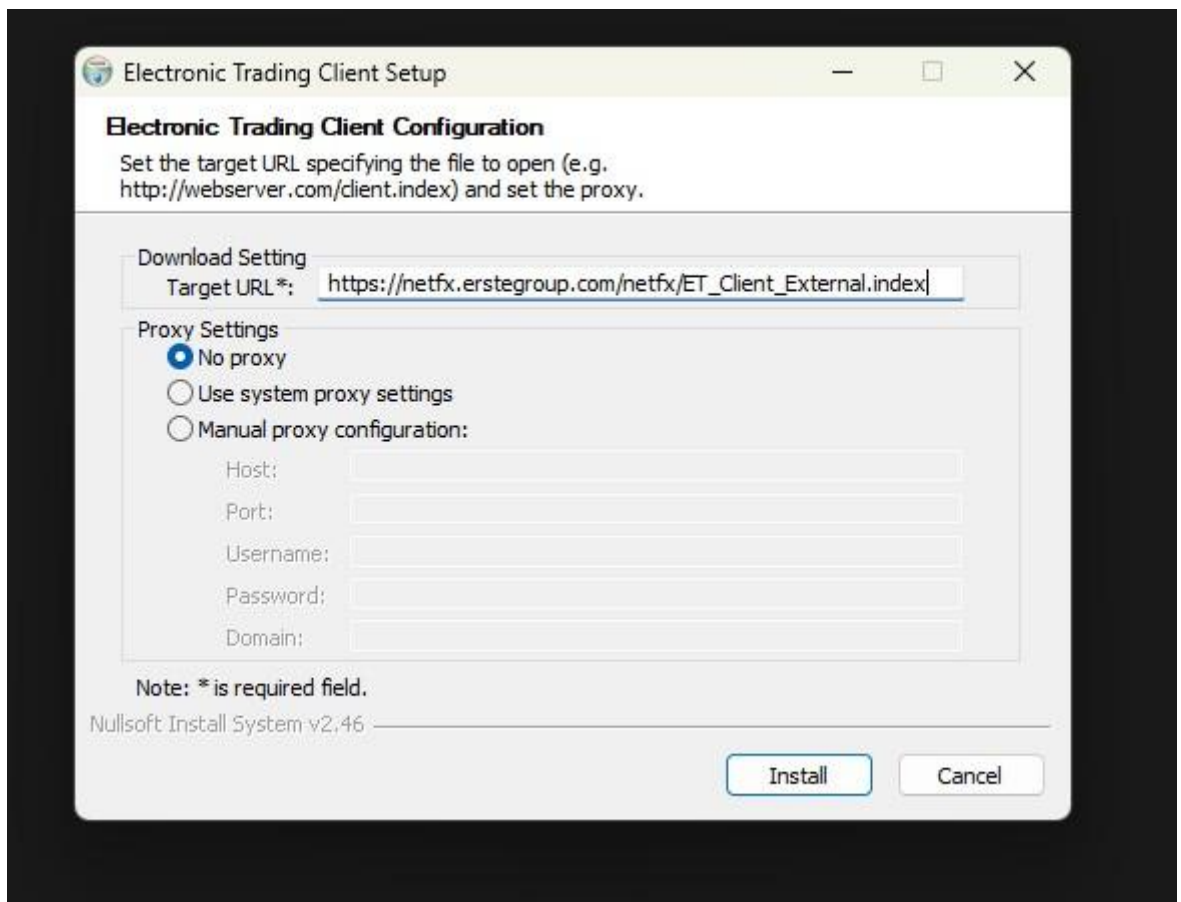 Electronic Trading Client Setup
Electronic Trading Client Configuration
Set the target URL specifying the file to open (e.g.
http://webserver.com/client.index) and set the proxy.
Download Setting
Target URL*: https://netfx.erstegroup.com/netfx/ET_Client_External.index
Proxy Settings
No proxy
Use system proxy settings
Manual proxy configuration:
Host:
Port:
Username:
Password:
Domain:
Note: * is required field.
Nullsoft Install System v2.46
Install Cancel